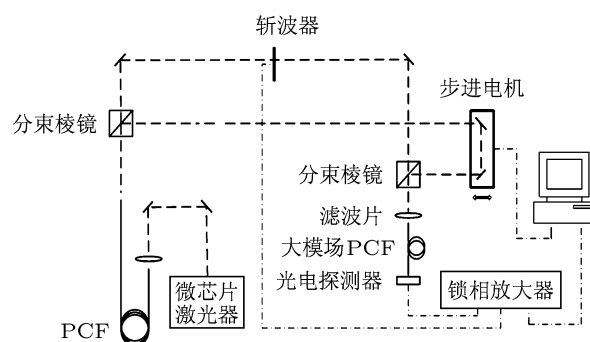 斩波器
步进电机
分束棱镜
分束棱镜
滤波片
大模场PCF
光电探测器
微芯片
激光器
锁相放大器
PCF